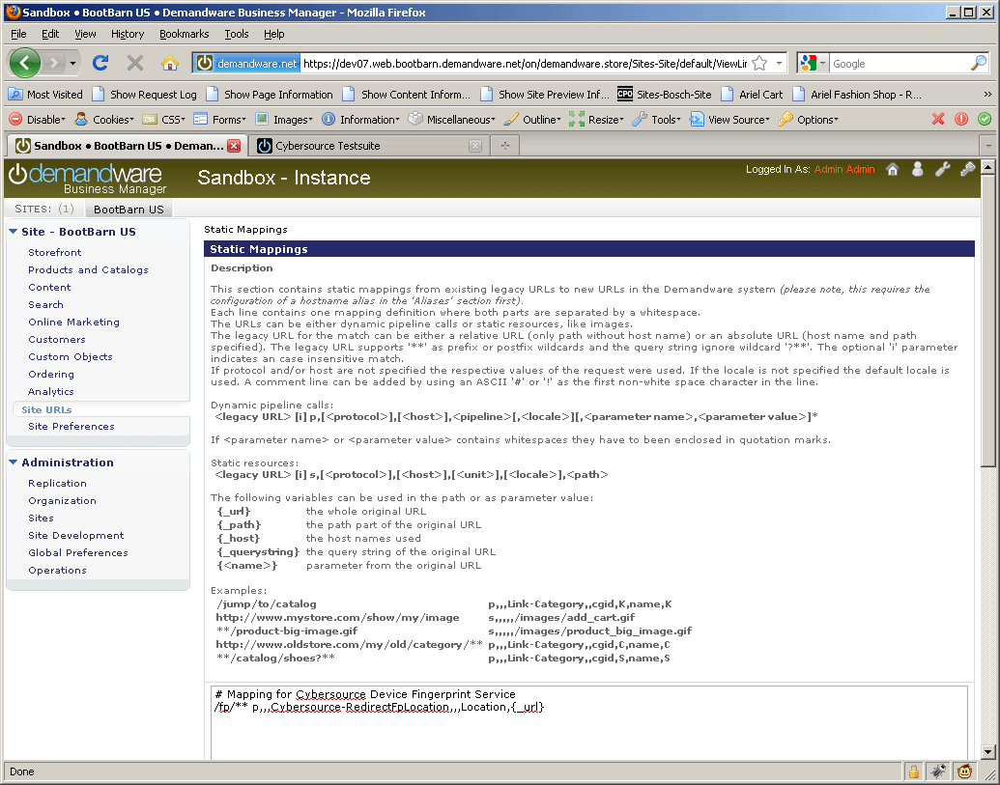 Sandbox • BootBarn US • Demandware Business Manager - Mozilla Firefox
File Edit View History Bookmarks Tools Help
demandware.net https://dev07.web.bootbarn.demandware.net/on/demandware.store/Sites-Site/default/ViewLir Google
Most Visited Show Request Log Show Page Information Show Content Inform... Show Site Preview Inf... CPO Sites-Bosch-Site Ariel Cart Ariel Fashion Shop - R... »
Disable Cookies CSS Forms Images Information Miscellaneous Outline Resize Tools View Source Options
Sandbox • BootBarn US • Deman... Cybersource Testsuite
demandware
Business Manager
Sandbox - Instance
Logged In As: Admin Admin
SITES: (1) BootBarn US
Site - BootBarn US
Storefront
Products and Catalogs
Content
Search
Online Marketing
Customers
Custom Objects
Ordering
Analytics
Site URLs
Site Preferences
Administration
Replication
Organization
Sites
Site Development
Global Preferences
Operations
Static Mappings
Static Mappings
Description
This section contains static mappings from existing legacy URLs to new URLs in the Demandware system (please note, this requires the
configuration of a hostname alias in the 'Aliases' section first).
Each line contains one mapping definition where both parts are separated by a whitespace.
The URLs can be either dynamic pipeline calls or static resources, like images.
The legacy URL for the match can be either a relative URL (only path without host name) or an absolute URL (host name and path
specified). The legacy URL supports '**' as prefix or postfix wildcards and the query string ignore wildcard '?**'. The optional 'i' parameter
indicates an case insensitive match.
If protocol and/or host are not specified the respective values of the request were used. If the locale is not specified the default locale is
used. A comment line can be added by using an ASCII '#' or '!' as the first non-white space character in the line.
Dynamic pipeline calls:
<legacy URL> [i] p,[<protocol>],[<host>],<pipeline>[,<locale>][,<parameter name>,<parameter value>]*
If <parameter name> or <parameter value> contains whitespaces they have to been enclosed in quotation marks.
Static resources:
<legacy URL> [i] s,[<protocol>],[<host>],[<unit>],[<locale>],<path>
The following variables can be used in the path or as parameter value:
{_url} the whole original URL
{_path} the path part of the original URL
{_host} the host names used
{_querystring} the query string of the original URL
{<name>} parameter from the original URL
Examples:
/jump/to/catalog p,,,Link-Category,,cgid,K,name,K
http://www.mystore.com/show/my/image s,,,,,/images/add_cart.gif
**/product-big-image.gif s,,,,,/images/product_big_image.gif
http://www.oldstore.com/my/old/category/** p,,,Link-Category,,cgid,C,name,C
**/catalog/shoes?** p,,,Link-Category,,cgid,S,name,S
# Mapping for Cybersource Device Fingerprint Service
/fp/** p,,,Cybersource-RedirectFpLocation,,,Location,{_url}
Done